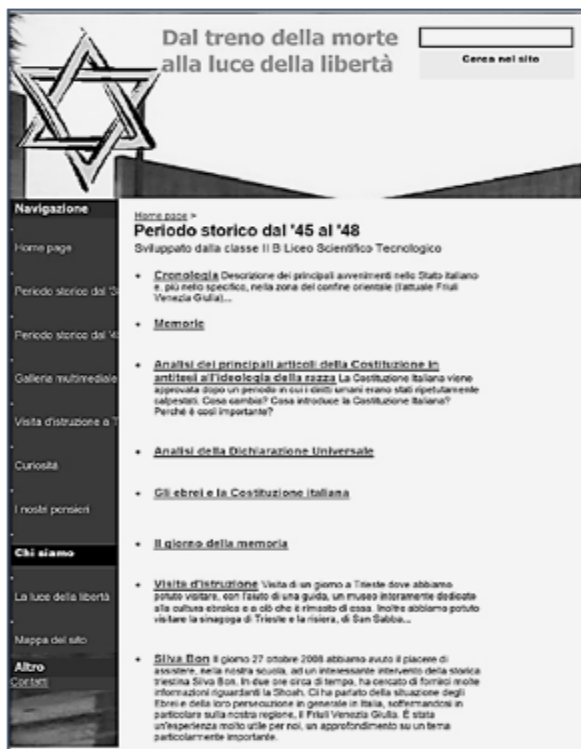 Dal treno della morte
alla luce della libertà
Cerca nel sito
Navigazione
Home page
Periodo storico dal '3
Periodo storico dal '4
Galleria multimediale
Visita d'istruzione a T
Curiosità
I nostri pensieri
Chi siamo
La luce della libertà
Mappa del sito
Altro
Contatti
Home page >
Periodo storico dal '45 al '48
Sviluppato dalla classe II B Liceo Scientifico Tecnologico
Cronologia Descrizione dei principali avvenimenti nello Stato italiano
e, più nello specifico, nella zona del confine orientale (l'attuale Friuli
Venezia Giulia)...
Memorie
Analisi dei principali articoli della Costituzione in
antitesi all'ideologia della razza La Costituzione Italiana viene
approvata dopo un periodo in cui i diritti umani erano stati ripetutamente
calpestati. Cosa cambia? Cosa introduce la Costituzione Italiana?
Perché è così importante?
Analisi della Dichiarazione Universale
Gli ebrei e la Costituzione italiana
Il giorno della memoria
Visita d'istruzione Visita di un giorno a Trieste dove abbiamo
potuto visitare, con l'aiuto di una guida, un museo interamente dedicato
alla cultura ebraica e a ciò che è rimasto di essa. Inoltre abbiamo potuto
visitare la sinagoga di Trieste e la risiera, di San Sabba...
Silva Bon Il giorno 27 ottobre 2008 abbiamo avuto il piacere di
assistere, nella nostra scuola, ad un interessante intervento della storica
triestina Silva Bon. In due ore circa di tempo, ha cercato di fornirci molte
informazioni riguardanti la Shoah. Ci ha parlato della situazione degli
Ebrei e della loro persecuzione in generale in Italia, soffermandosi in
particolare sulla nostra regione, il Friuli Venezia Giulia. È stata
un'esperienza molto utile per noi, un approfondimento su un tema
particolarmente importante.